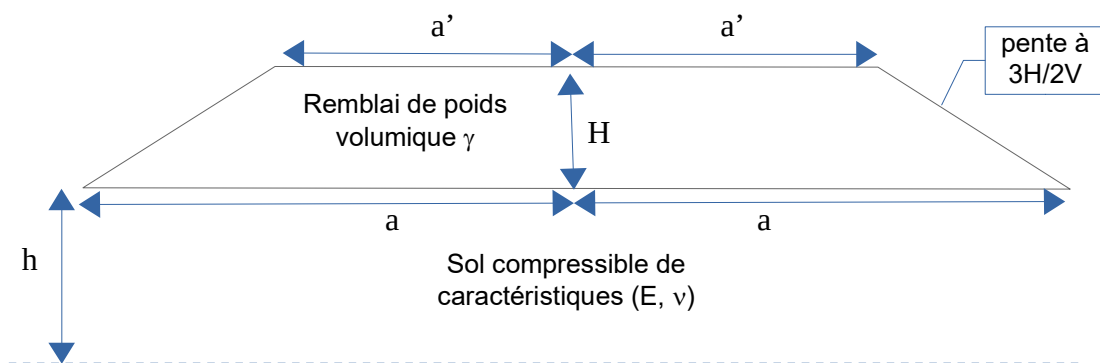 a’
a’
pente à
3H/2V
Remblai de poids
volumique γ
H
a
a
h
Sol compressible de
caractéristiques (E, ν)